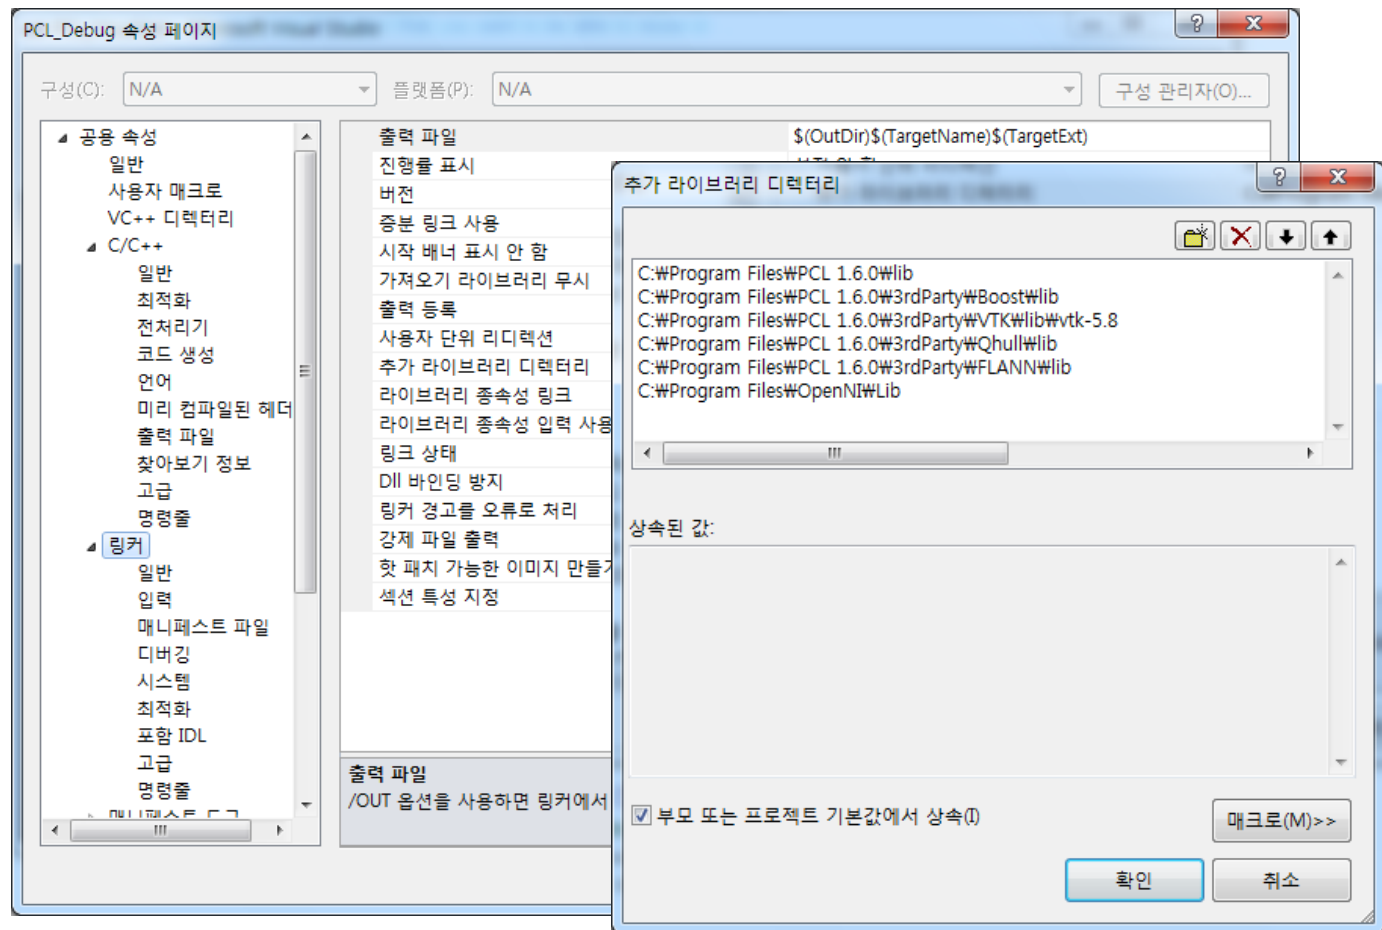 PCL_Debug 속성 페이지
구성(C):
N/A
플랫폼(P):
N/A
구성 관리자(O)...
공용 속성
일반
사용자 매크로
VC++ 디렉터리
C/C++
일반
최적화
전처리기
코드 생성
언어
미리 컴파일된 헤더
출력 파일
찾아보기 정보
고급
명령줄
링커
일반
입력
매니페스트 파일
디버깅
시스템
최적화
포함 IDL
고급
명령줄
매니페스트 도구
출력 파일 $(OutDir)$(TargetName)$(TargetExt)
진행률 표시
버전
증분 링크 사용
시작 배너 표시 안 함
가져오기 라이브러리 무시
출력 등록
사용자 단위 리디렉션
추가 라이브러리 디렉터리
라이브러리 종속성 링크
라이브러리 종속성 입력 사용
링크 상태
Dll 바인딩 방지
링커 경고를 오류로 처리
강제 파일 출력
핫 패치 가능한 이미지 만들기
섹션 특성 지정
출력 파일
/OUT 옵션을 사용하면 링커에서
추가 라이브러리 디렉터리
C:₩Program Files₩PCL 1.6.0₩lib
C:₩Program Files₩PCL 1.6.0₩3rdParty₩Boost₩lib
C:₩Program Files₩PCL 1.6.0₩3rdParty₩VTK₩lib₩vtk-5.8
C:₩Program Files₩PCL 1.6.0₩3rdParty₩Qhull₩lib
C:₩Program Files₩PCL 1.6.0₩3rdParty₩FLANN₩lib
C:₩Program Files₩OpenNI₩Lib
상속된 값:
부모 또는 프로젝트 기본값에서 상속(I)
매크로(M)>>
확인
취소